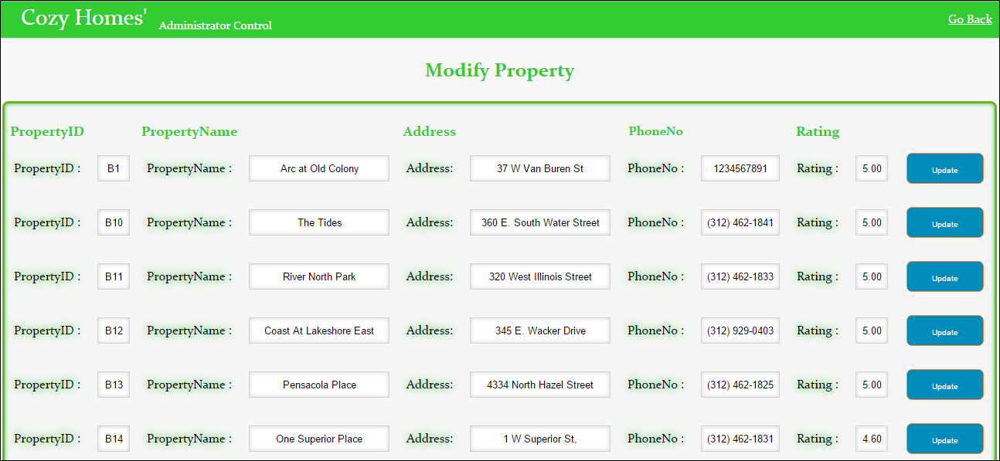 Cozy Homes' Administrator Control Go Back
Modify Property
PropertyID PropertyName Address PhoneNo Rating
PropertyID : B1 PropertyName : Arc at Old Colony Address: 37 W Van Buren St PhoneNo : 1234567891 Rating : 5.00 Update
PropertyID : B10 PropertyName : The Tides Address: 360 E. South Water Street PhoneNo : (312) 462-1841 Rating : 5.00 Update
PropertyID : B11 PropertyName : River North Park Address: 320 West Illinois Street PhoneNo : (312) 462-1833 Rating : 5.00 Update
PropertyID : B12 PropertyName : Coast At Lakeshore East Address: 345 E. Wacker Drive PhoneNo : (312) 929-0403 Rating : 5.00 Update
PropertyID : B13 PropertyName : Pensacola Place Address: 4334 North Hazel Street PhoneNo : (312) 462-1825 Rating : 5.00 Update
PropertyID : B14 PropertyName : One Superior Place Address: 1 W Superior St, PhoneNo : (312) 462-1831 Rating : 4.60 Update